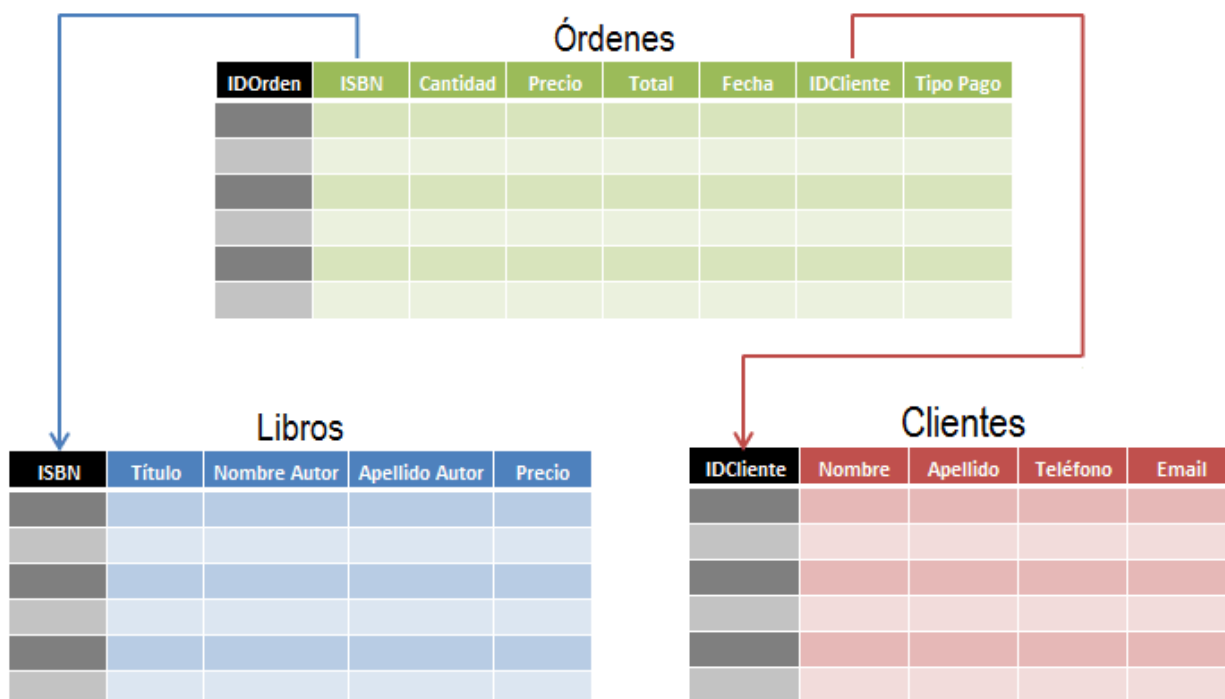 Órdenes
IDOrden ISBN Cantidad Precio Total Fecha IDCliente Tipo Pago
Libros
ISBN Título Nombre Autor Apellido Autor Precio
Clientes
IDCliente Nombre Apellido Teléfono Email